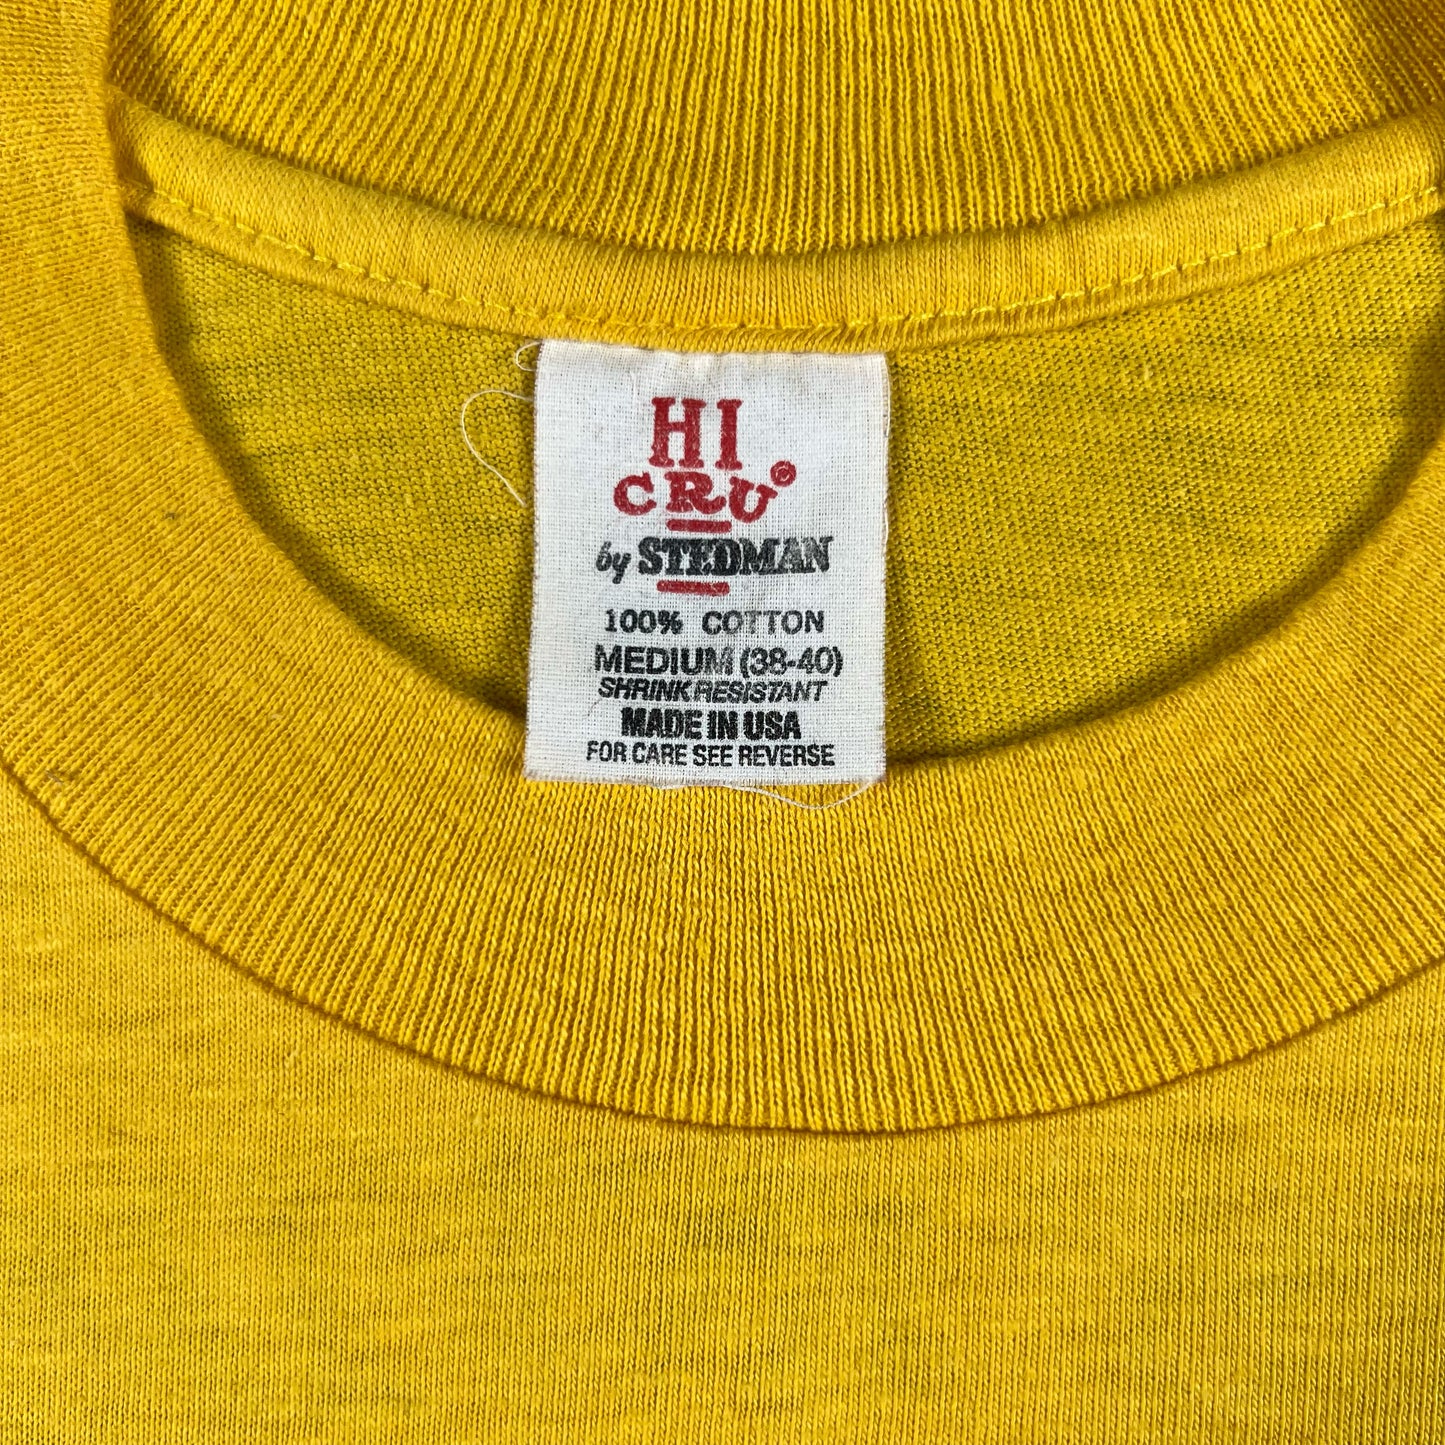 HI
CRU©
by STEDMAN
100% COTTON
MEDIUM (38-40)
SHRINK RESISTANT
MADE IN USA
FOR CARE SEE REVERSE